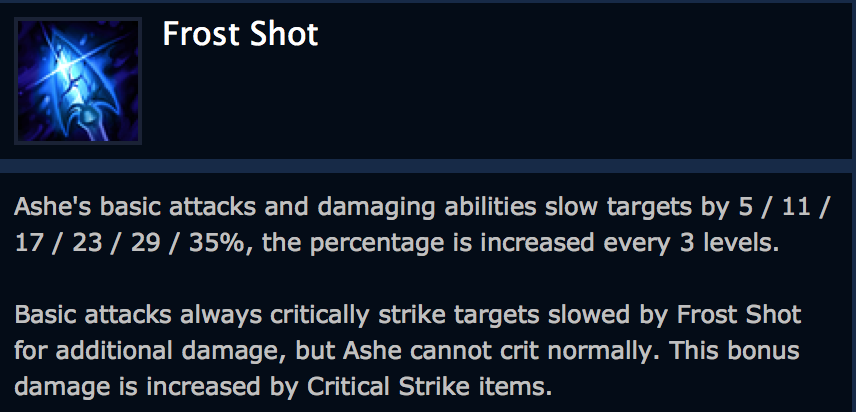 Frost Shot
Ashe's basic attacks and damaging abilities slow targets by 5 / 11 /
17 / 23 / 29 / 35%, the percentage is increased every 3 levels.
Basic attacks always critically strike targets slowed by Frost Shot
for additional damage, but Ashe cannot crit normally. This bonus
damage is increased by Critical Strike items.